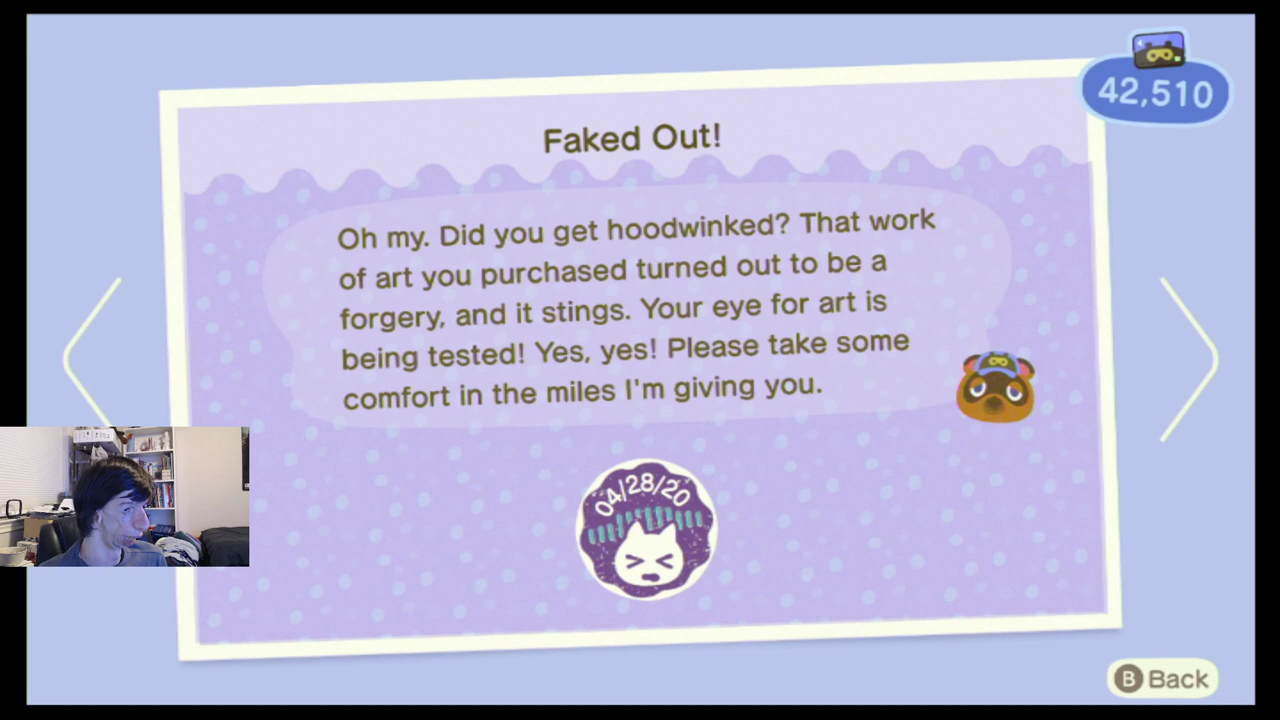 42,510
Faked Out!
Oh my. Did you get hoodwinked? That work
of art you purchased turned out to be a
forgery, and it stings. Your eye for art is
being tested! Yes, yes! Please take some
comfort in the miles I'm giving you.
04/28/20
B Back